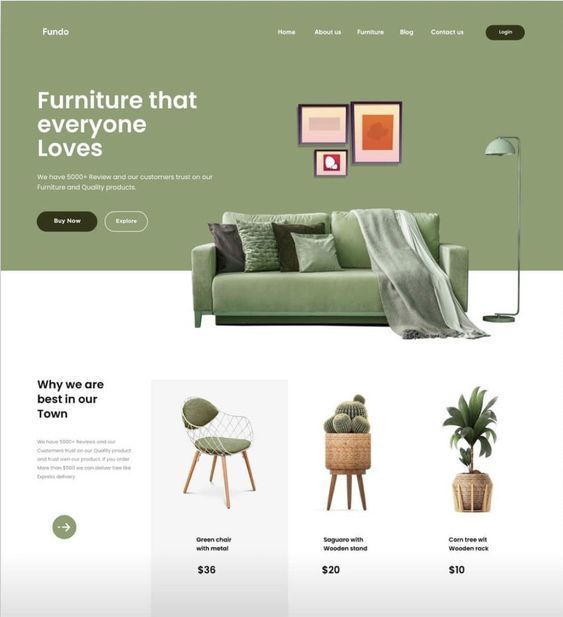 Fundo
Home About us Furniture Blog Contact us Login
Furniture that
everyone
Loves
We have 5000+ Review and our customers trust on our
Furniture and Quality products.
Buy Now Explore
Why we are
best in our
Town
We have 5000+ Reviews and our
Customers trust on our Quality product
and trust own our product. If you order
More than $500 we can deliver free like
Express delivery
Green chair
with metal
$36
Saguaro with
Wooden stand
$20
Corn tree wit
Wooden rack
$10